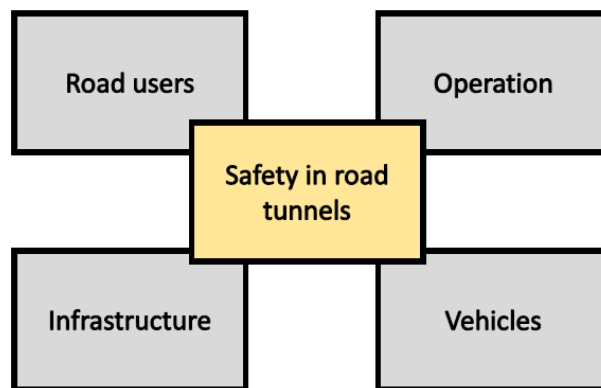 Road users
Operation
Safety in road
tunnels
Infrastructure
Vehicles